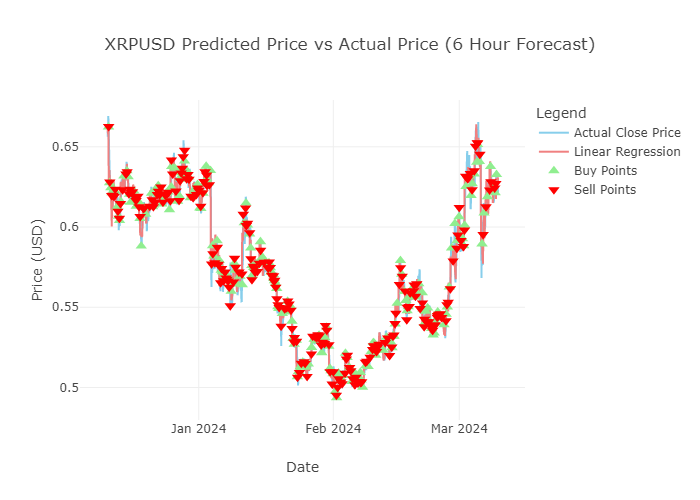 XRPUSD Predicted Price vs Actual Price (6 Hour Forecast)
Legend
Actual Close Price
Linear Regression
Buy Points
Sell Points
0.65
0.6
0.55
0.5
Price (USD)
Jan 2024
Feb 2024
Mar 2024
Date